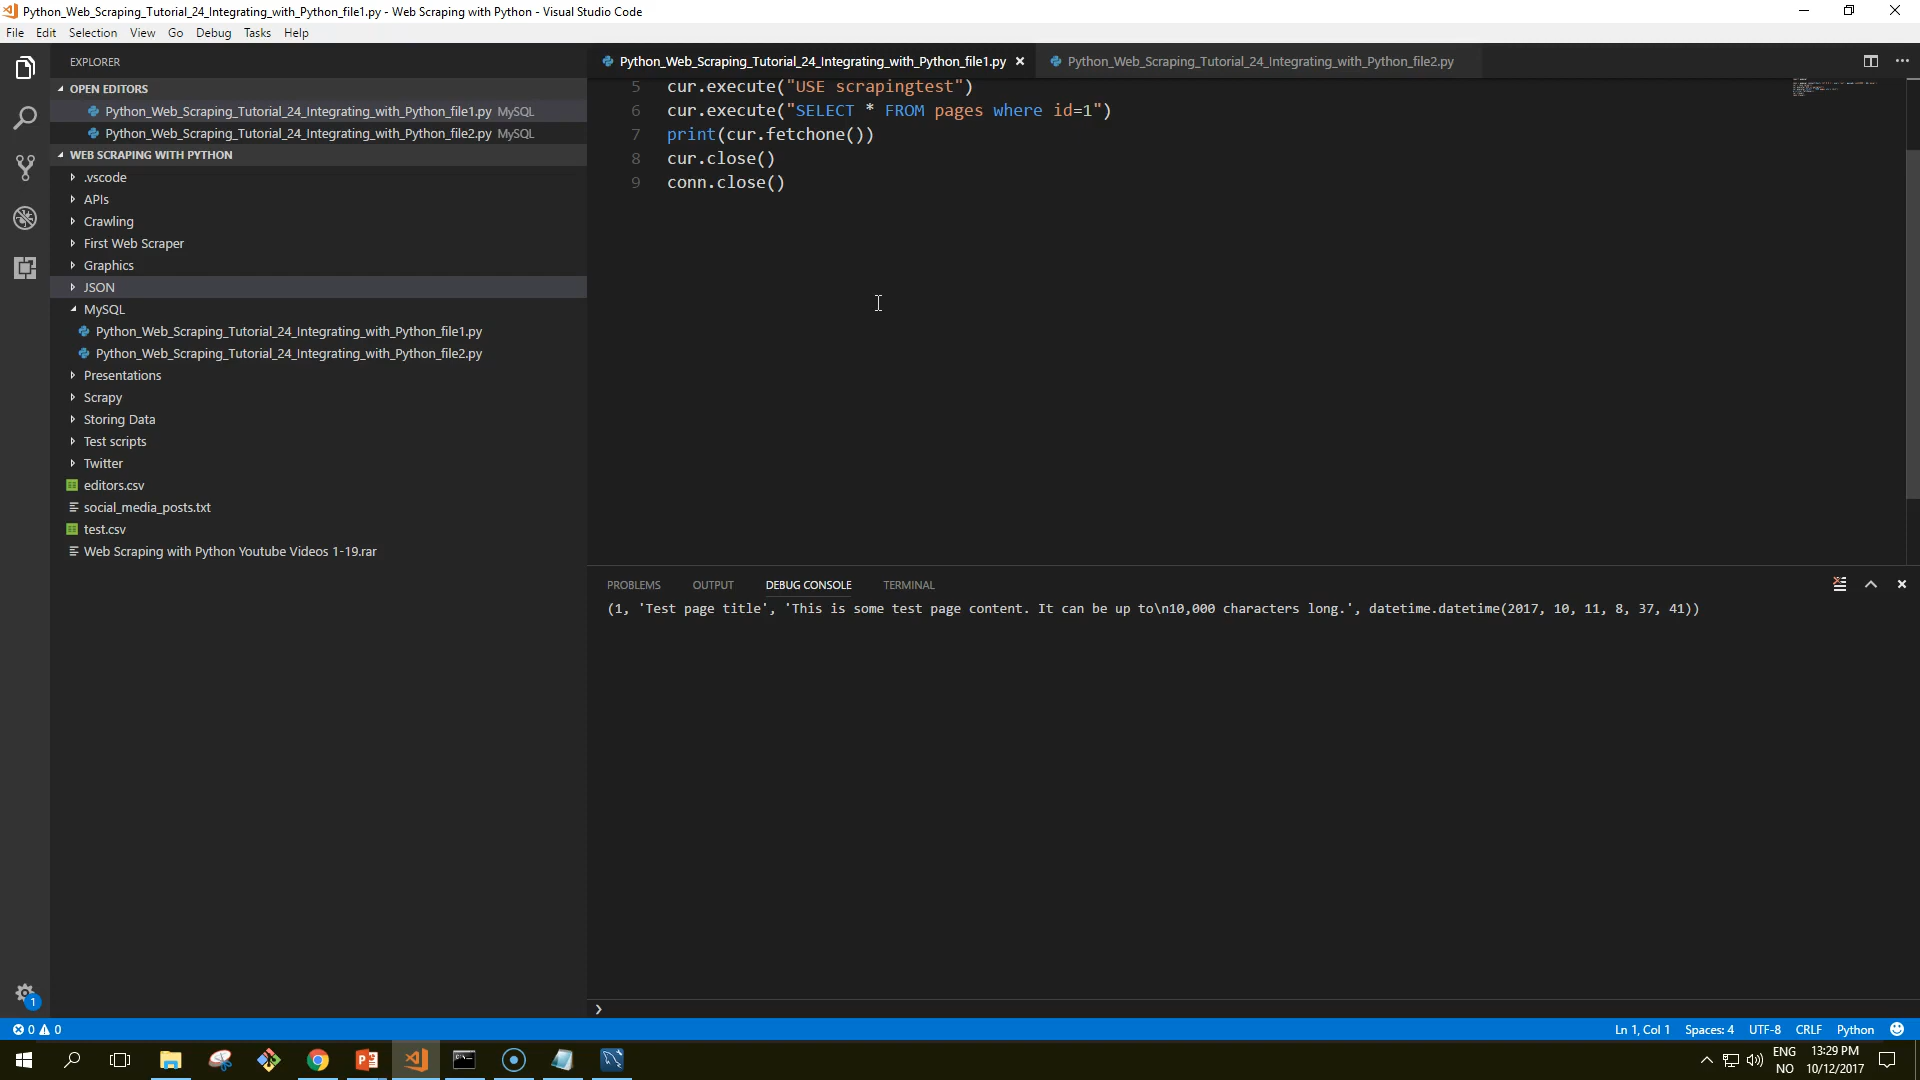 Python_Web_Scraping_Tutorial_24_Integrating_with_Python_file1.py - Web Scraping with Python - Visual Studio Code
File Edit Selection View Go Debug Tasks Help
EXPLORER
OPEN EDITORS
Python_Web_Scraping_Tutorial_24_Integrating_with_Python_file1.py MySQL
Python_Web_Scraping_Tutorial_24_Integrating_with_Python_file2.py MySQL
WEB SCRAPING WITH PYTHON
.vscode
APIs
Crawling
First Web Scraper
Graphics
JSON
MySQL
Python_Web_Scraping_Tutorial_24_Integrating_with_Python_file1.py
Python_Web_Scraping_Tutorial_24_Integrating_with_Python_file2.py
Presentations
Scrapy
Storing Data
Test scripts
Twitter
editors.csv
social_media_posts.txt
test.csv
Web Scraping with Python Youtube Videos 1-19.rar
1
Python_Web_Scraping_Tutorial_24_Integrating_with_Python_file1.py Python_Web_Scraping_Tutorial_24_Integrating_with_Python_file2.py
5 cur.execute("USE scrapingtest")
6 cur.execute("SELECT * FROM pages where id=1")
7 print(cur.fetchone())
8 cur.close()
9 conn.close()
PROBLEMS OUTPUT DEBUG CONSOLE TERMINAL
(1, 'Test page title', 'This is some test page content. It can be up to\n10,000 characters long.', datetime.datetime(2017, 10, 11, 8, 37, 41))
0 0 Ln 1, Col 1 Spaces: 4 UTF-8 CRLF Python
ENG 13:29 PM
NO 10/12/2017